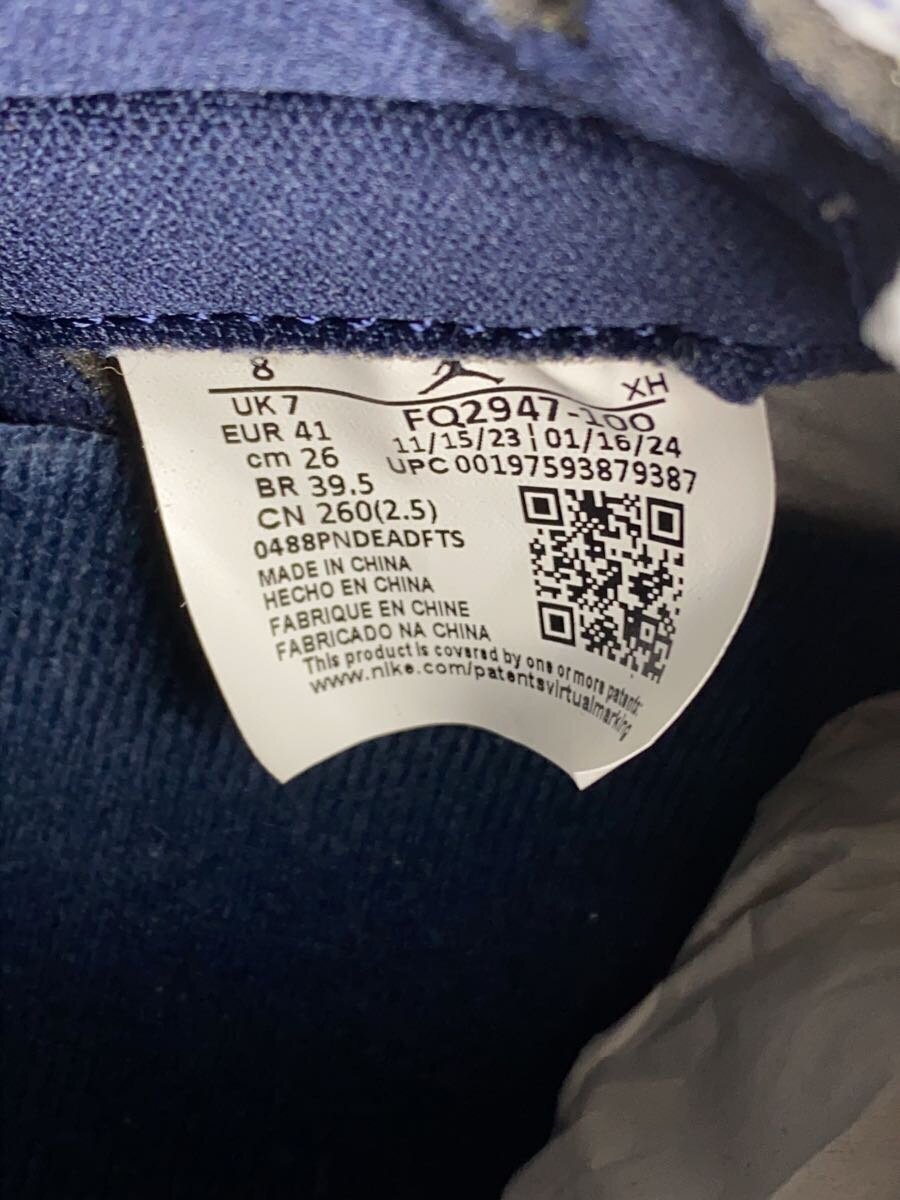 8
XH
UK 7 FQ2947-100
EUR 41 11/15/23 | 01/16/24
cm 26 UPC 00197593879387
BR 39.5
CN 260(2.5)
0488PNDEADFTS
MADE IN CHINA
HECHO EN CHINA
FABRIQUE EN CHINE
FABRICADO NA CHINA
This product is covered by one or more patents:
www.nike.com/patentsvirtualmarking